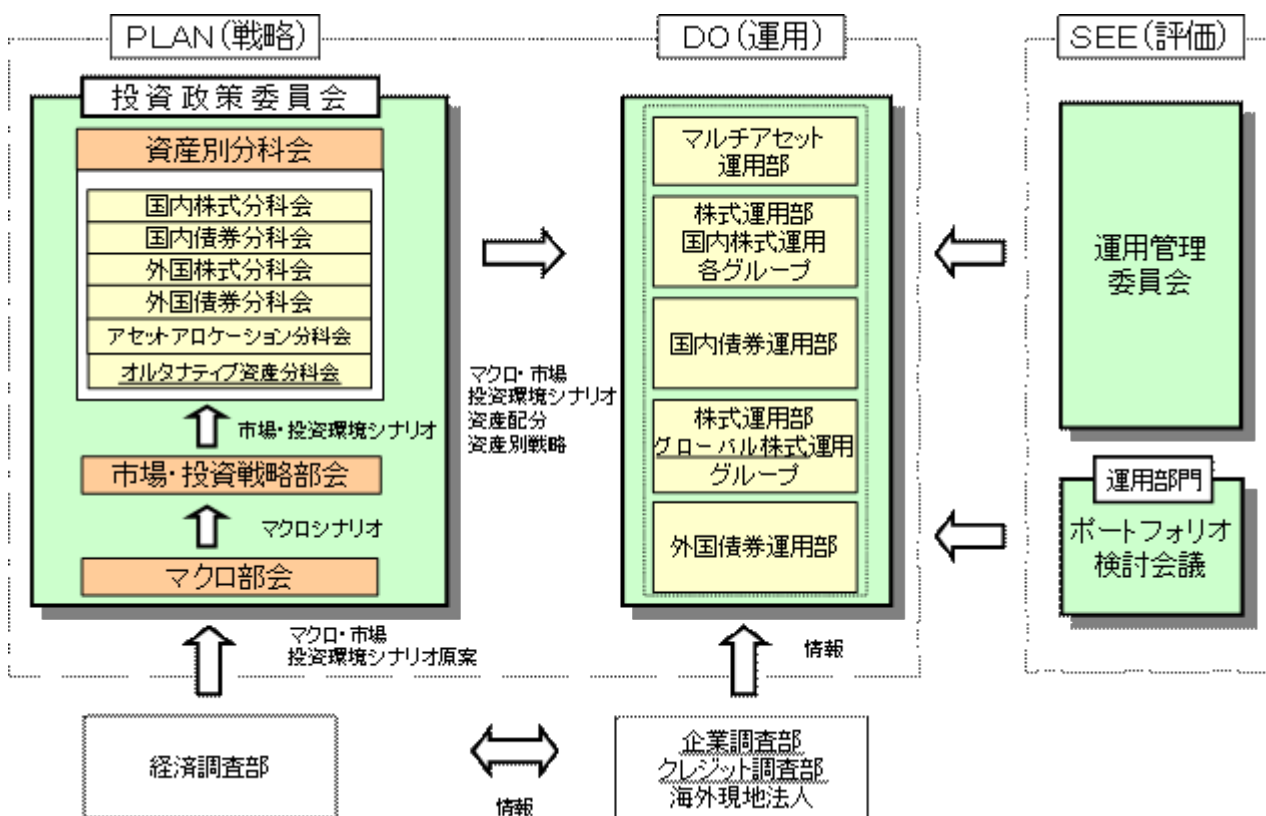 PLAN(戦略)
DO(運用)
SEE(評価)
投資政策委員会
資産別分科会
国内株式分科会
国内債券分科会
外国株式分科会
外国債券分科会
アセットアロケーション分科会
オルタナティブ資産分科会
市場・投資環境シナリオ
市場・投資戦略部会
マクロシナリオ
マクロ部会
マクロ・市場
投資環境シナリオ原案
マクロ・市場
投資環境シナリオ
資産配分
資産別戦略
マルチアセット
運用部
株式運用部
国内株式運用
各グループ
国内債券運用部
株式運用部
グローバル株式運用
グループ
外国債券運用部
情報
運用管理
委員会
運用部門
ポートフォリオ
検討会議
経済調査部
情報
企業調査部
クレジット調査部
海外現地法人